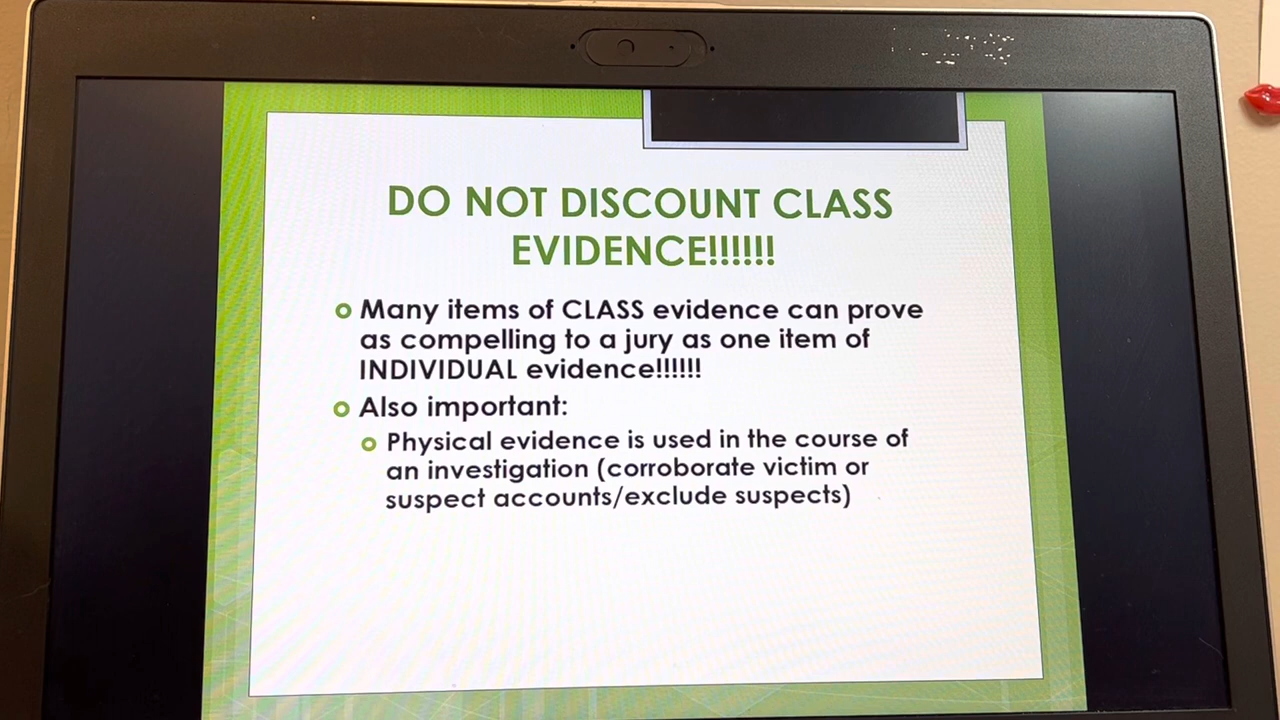 DO NOT DISCOUNT CLASS
EVIDENCE!!!!!!
Many items of CLASS evidence can prove
as compelling to a jury as one item of
INDIVIDUAL evidence!!!!!!
Also important:
Physical evidence is used in the course of
an investigation (corroborate victim or
suspect accounts/exclude suspects)